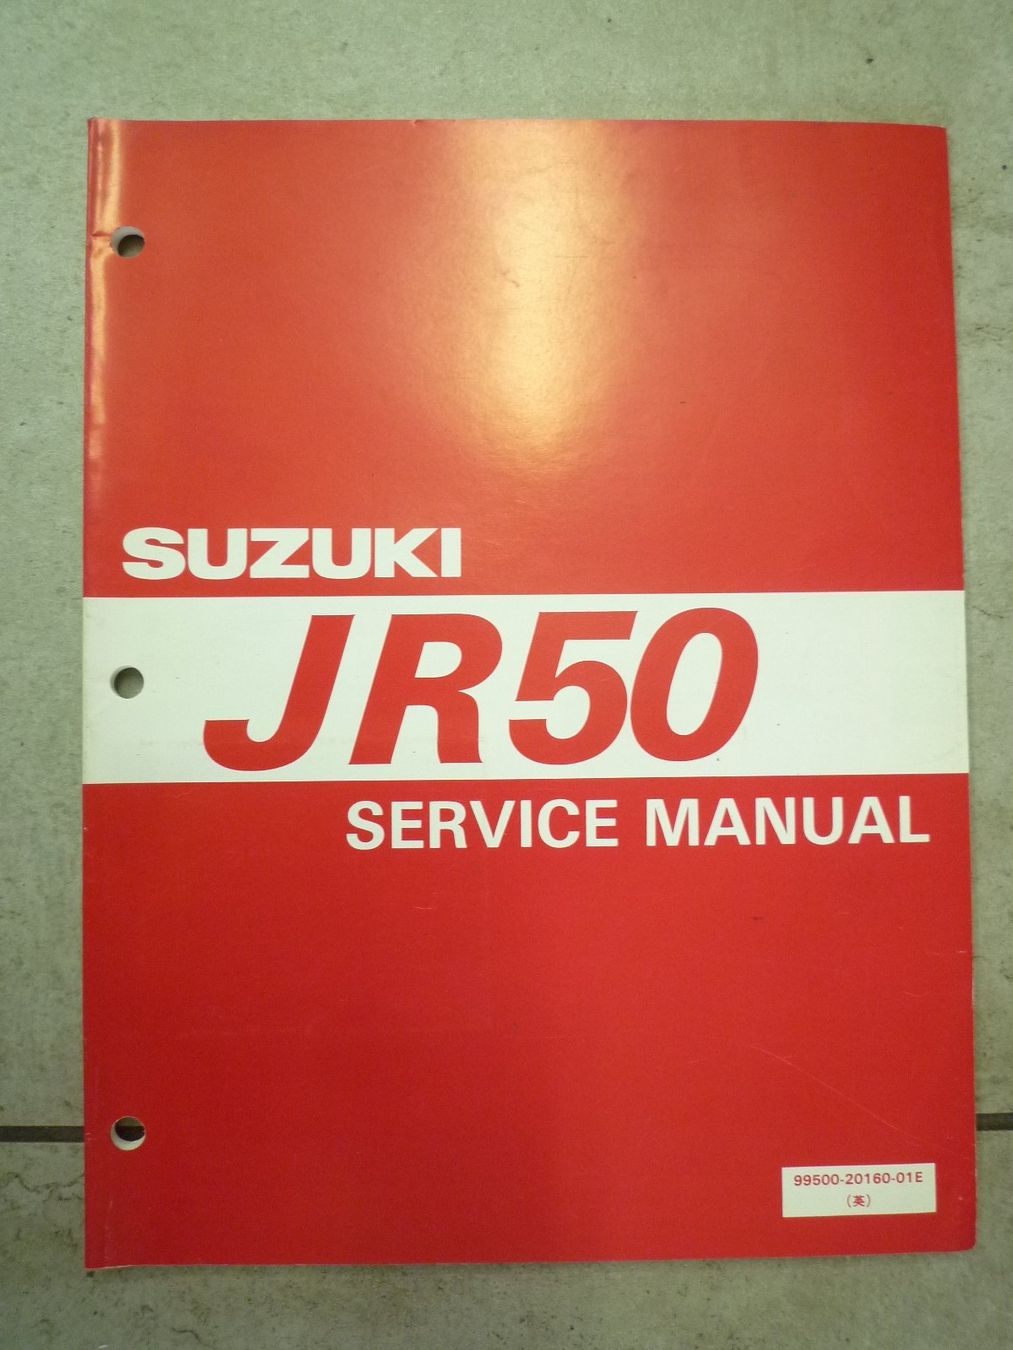 SUZUKI
JR50
SERVICE MANUAL
99500-20160-01E
(英)